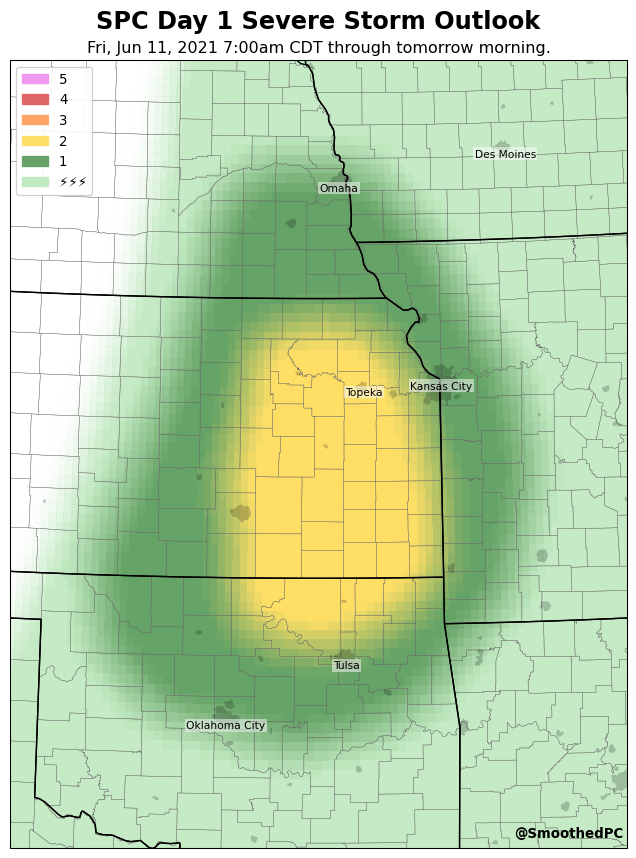 SPC Day 1 Severe Storm Outlook
Fri, Jun 11, 2021 7:00am CDT through tomorrow morning.
5
4
3
2
1
⚡⚡⚡
Des Moines
Omaha
Topeka
Kansas City
Tulsa
Oklahoma City
@SmoothedPC